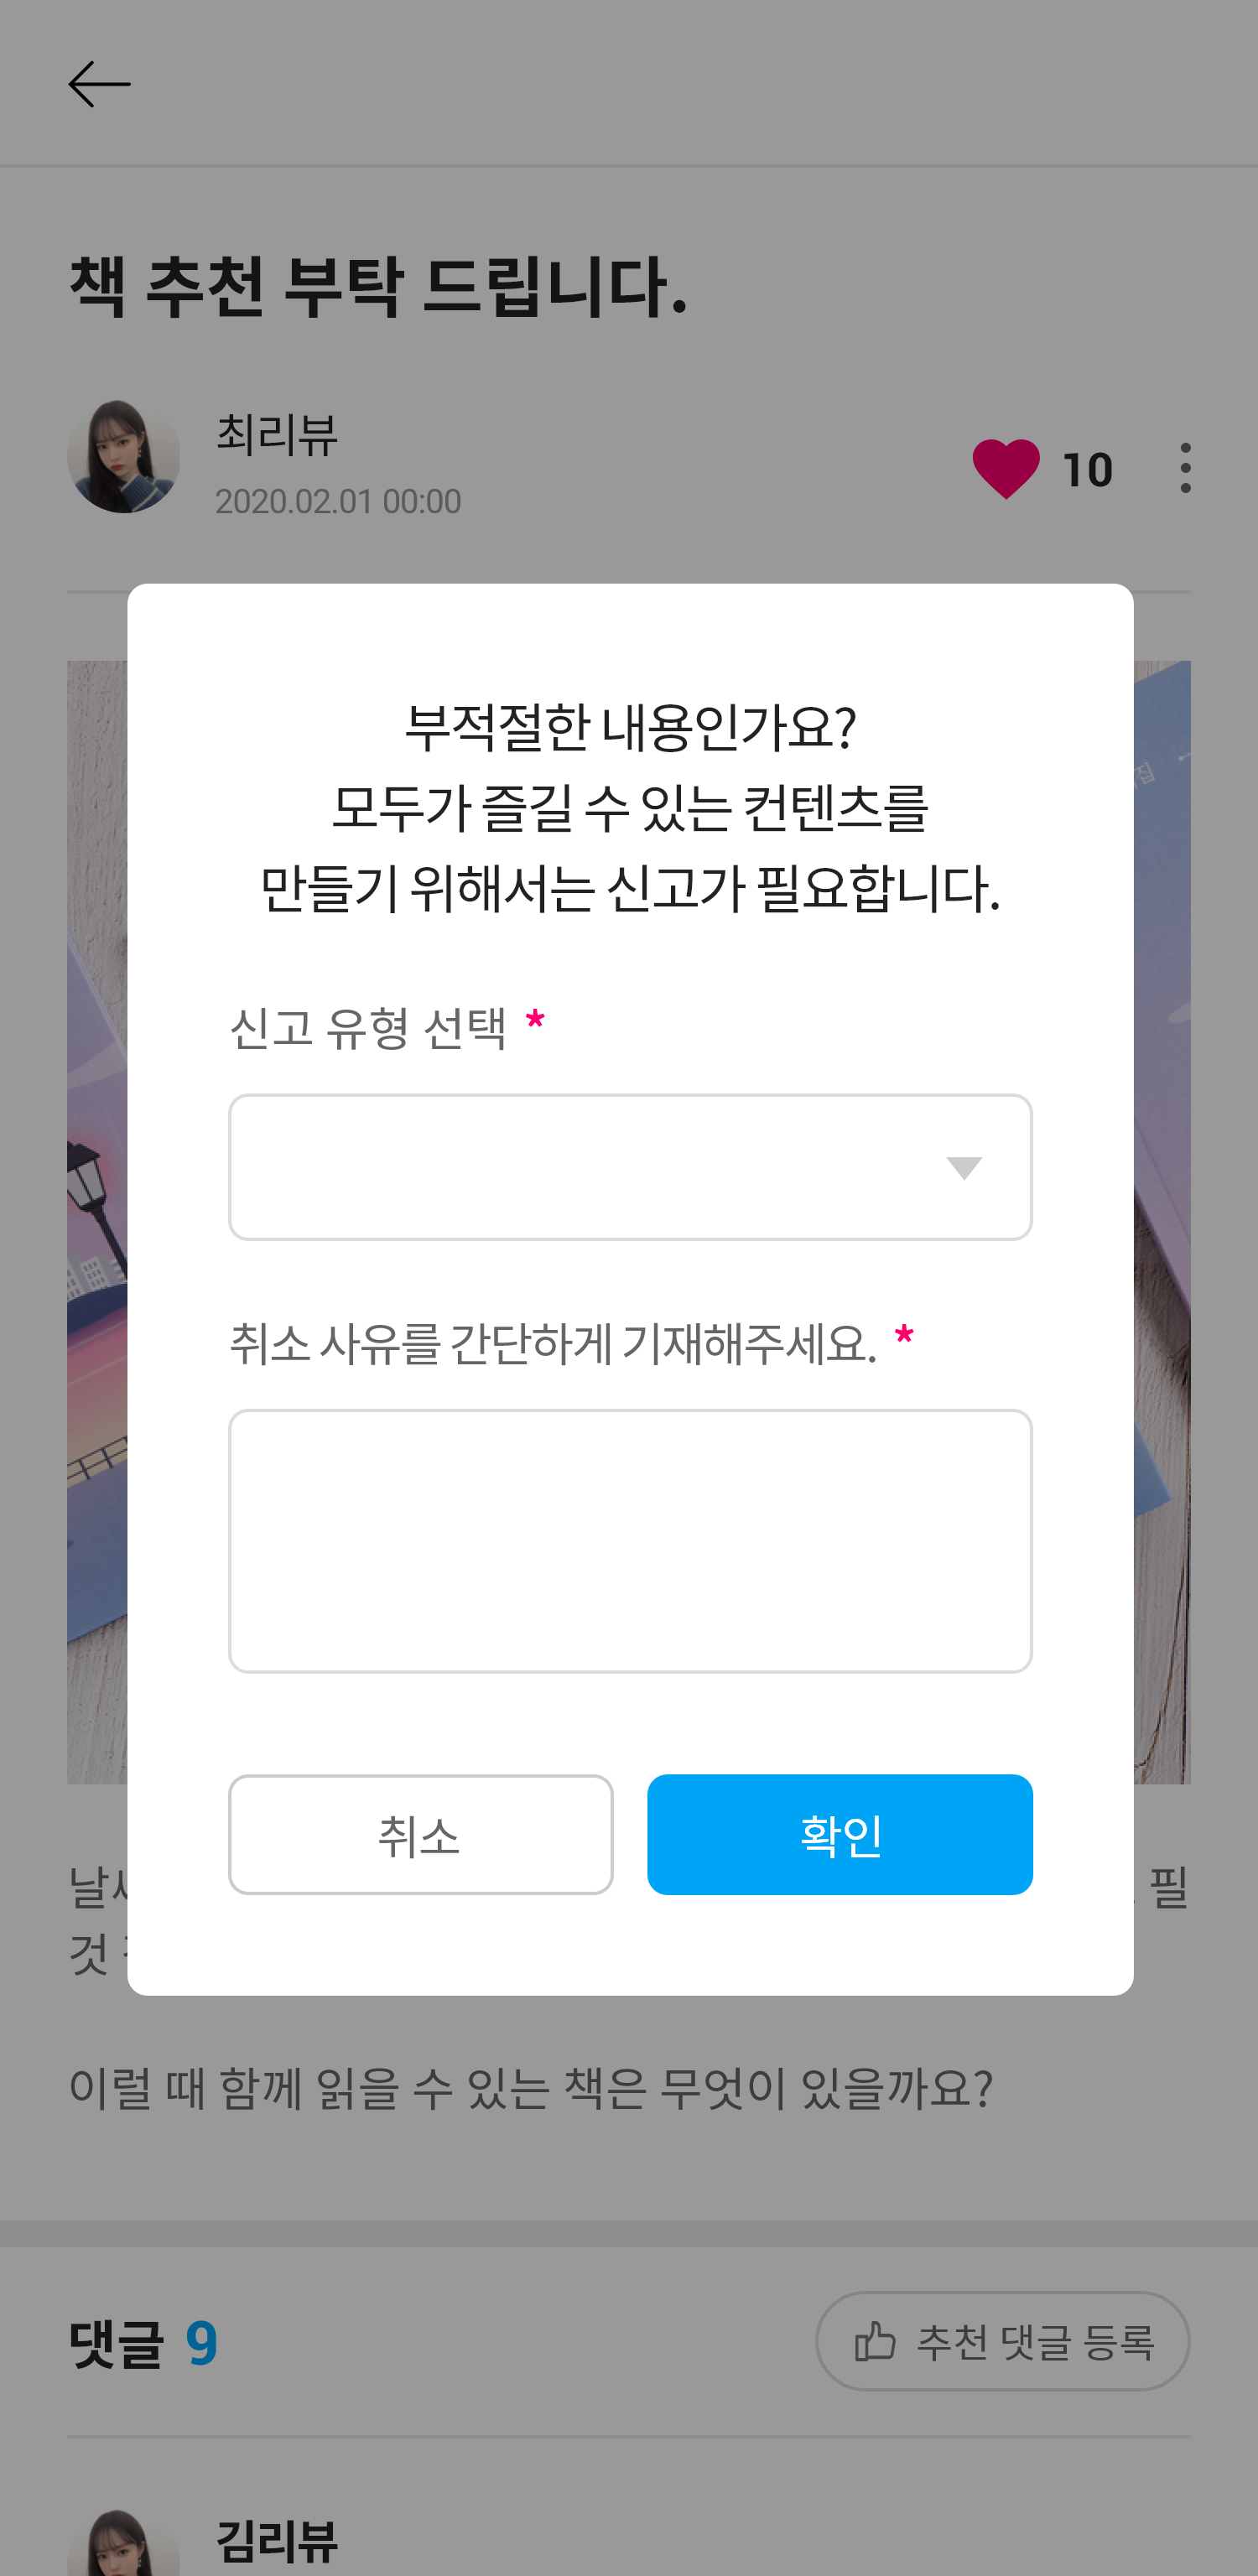 책 추천 부탁 드립니다.
최리뷰
2020.02.01 00:00
10
부적절한 내용인가요?
모두가 즐길 수 있는 컨텐츠를
만들기 위해서는 신고가 필요합니다.
신고 유형 선택 *
취소 사유를 간단하게 기재해주세요. *
취소 확인
날 필
것
이럴 때 함께 읽을 수 있는 책은 무엇이 있을까요?
댓글 9
추천 댓글 등록
김리뷰